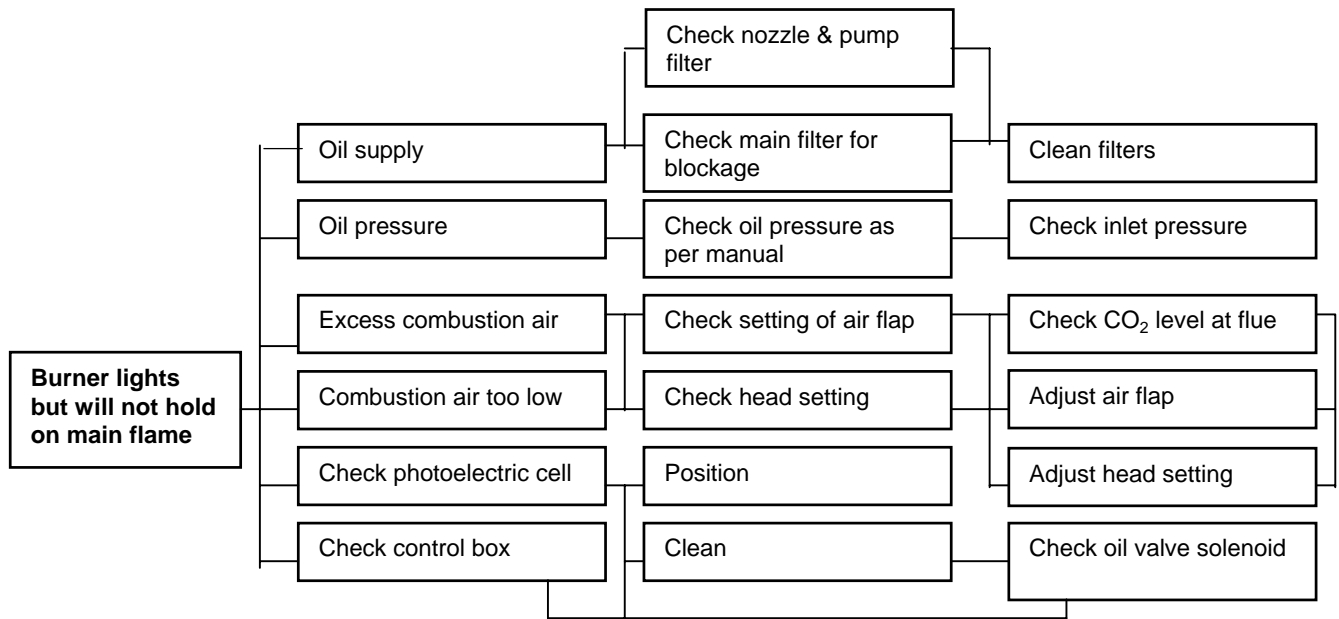 Check nozzle & pump
filter
Oil supply
Check main filter for
blockage
Clean filters
Oil pressure
Check oil pressure as
per manual
Check inlet pressure
Excess combustion air
Check setting of air flap
Check CO₂ level at flue
Burner lights
but will not hold
on main flame
Combustion air too low
Check head setting
Adjust air flap
Check photoelectric cell
Position
Adjust head setting
Check control box
Clean
Check oil valve solenoid